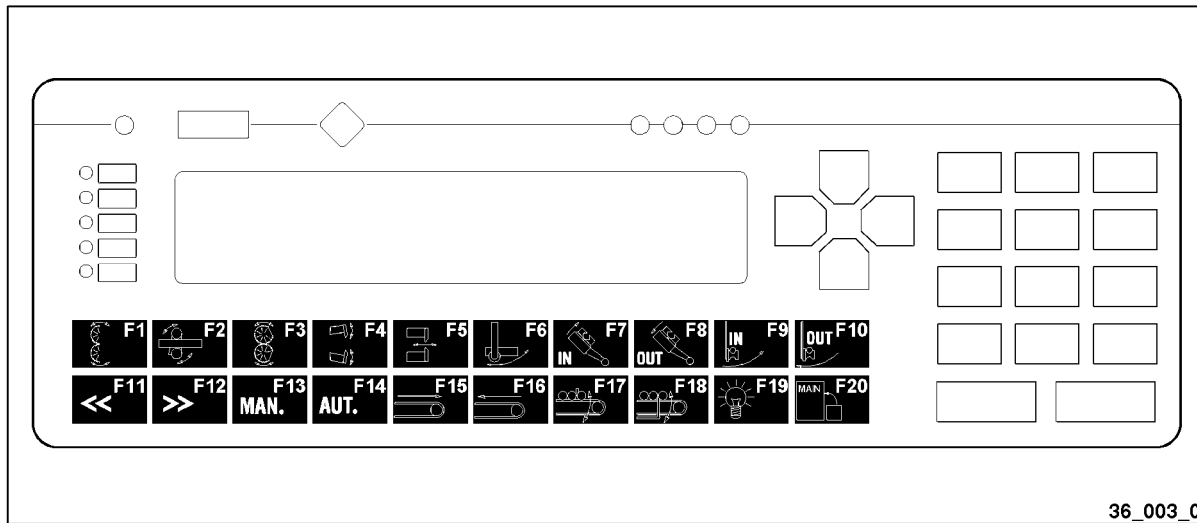 F1 F2 F3 F4 F5 F6 F7 IN F8 OUT F9 IN F10 OUT
F11 << F12 >> F13 MAN. F14 AUT. F15 F16 F17 F18 F19 F20 MAIN
36_003_0